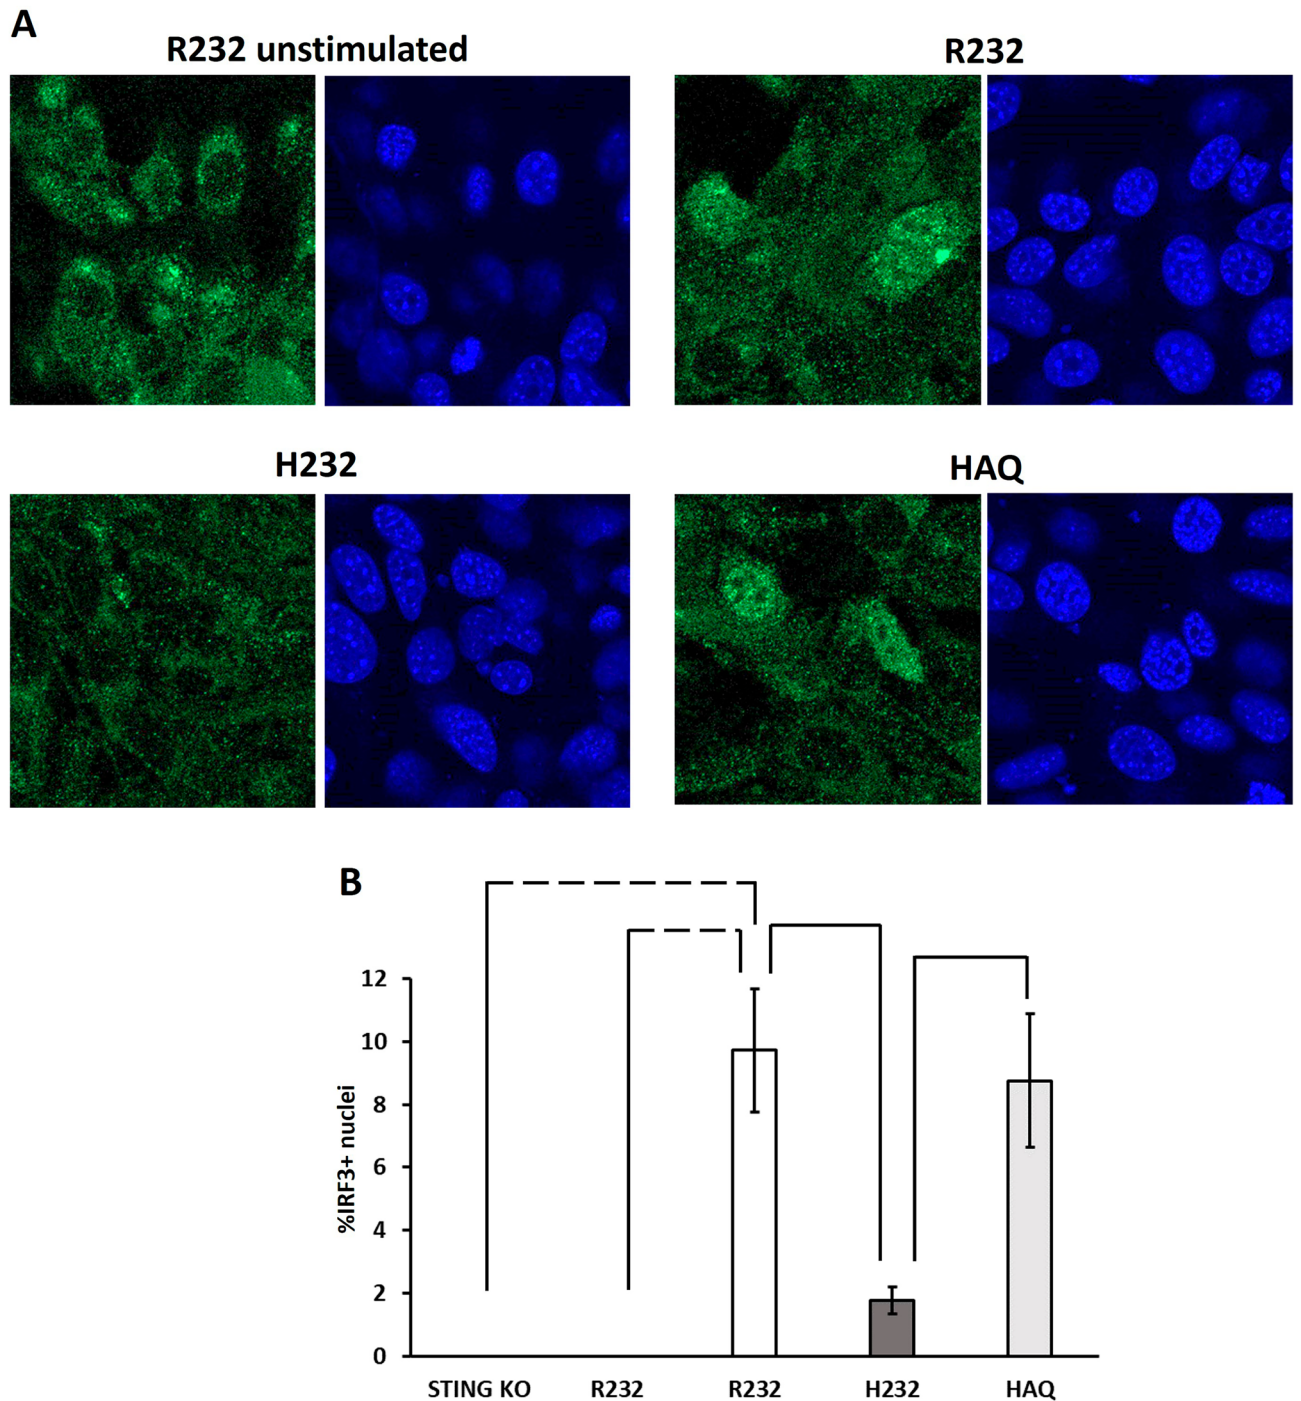 A
R232 unstimulated
R232
H232
HAQ
B
12
10
8
6
4
2
0
%IRF3+ nuclei
STING KO
R232
R232
H232
HAQ